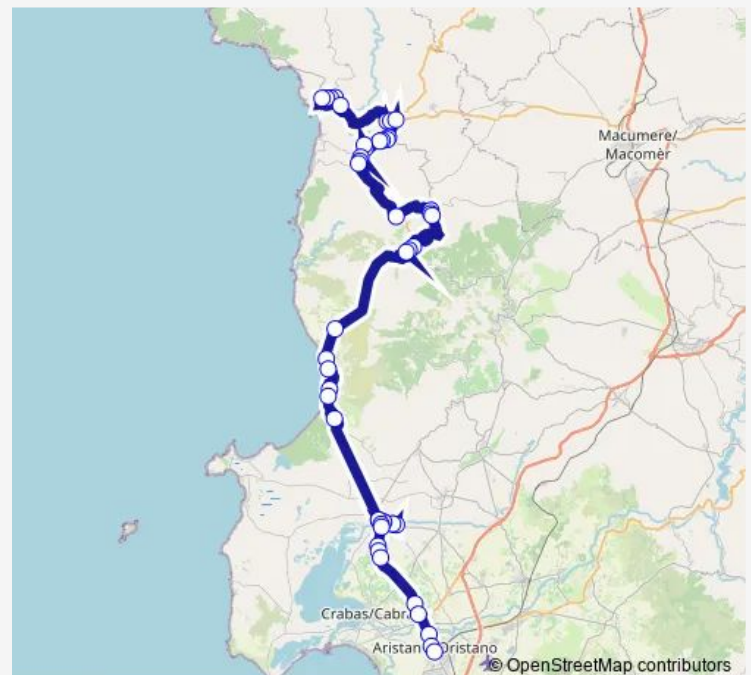 Macumere/
Macomèr
Crabas/Cabr
Aristan
Oristano
© OpenStreetMap contributors